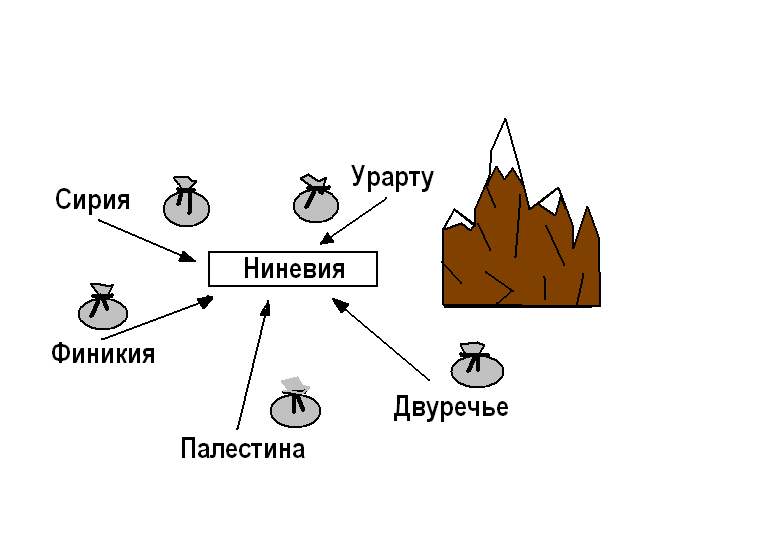 Урарту
Сирия
Ниневия
Финикия
Двуречье
Палестина